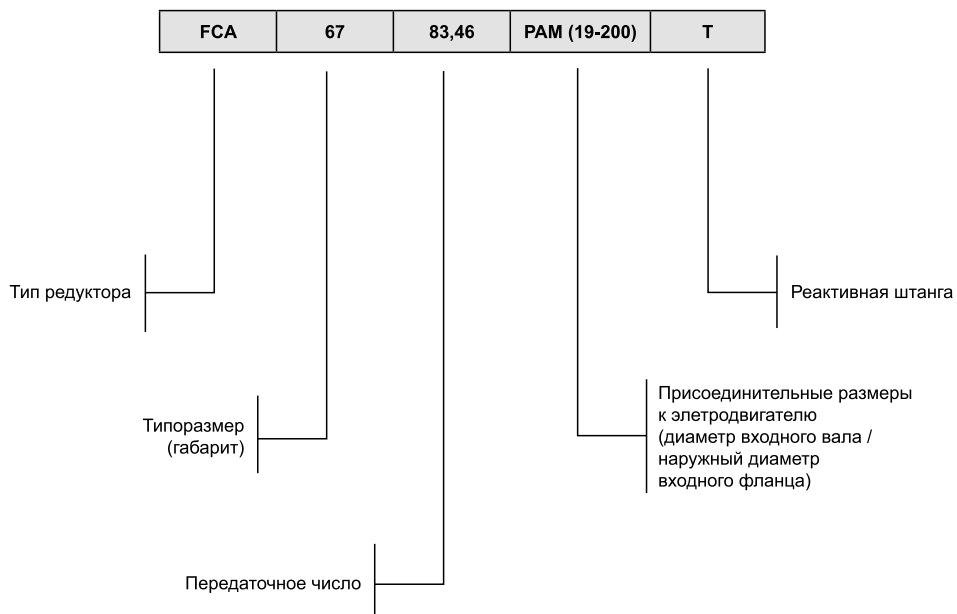 FCA 67 83,46 PAM (19-200) T
Тип редуктора
Реактивная штанга
Типоразмер
(габарит)
Присоединительные размеры
к элетродвигателю
(диаметр входного вала /
наружный диаметр
входного фланца)
Передаточное число